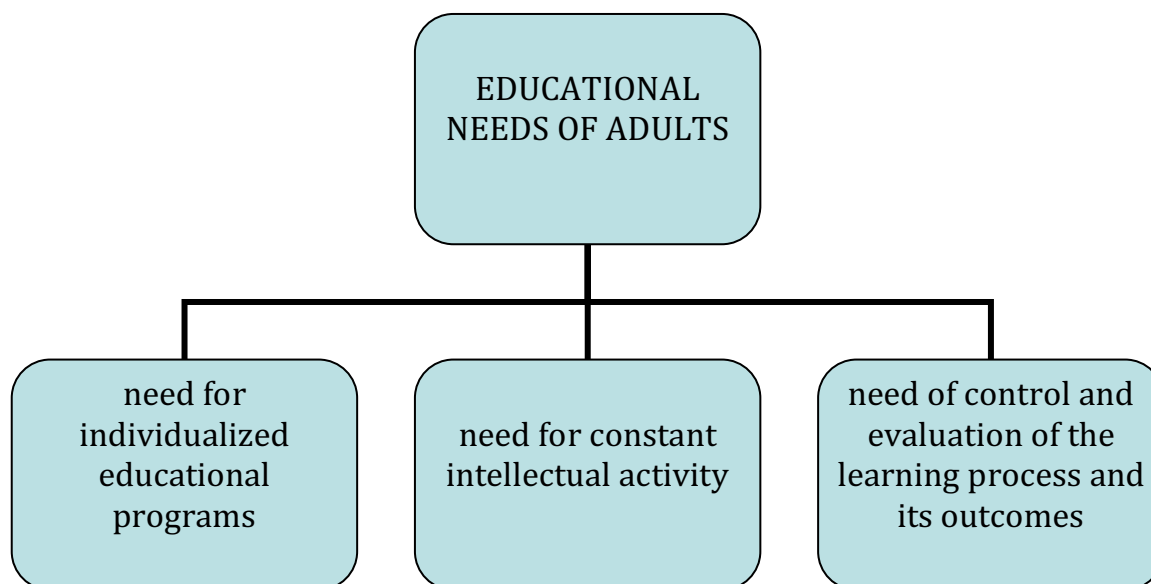 EDUCATIONAL
NEEDS OF ADULTS
need for
individualized
educational
programs
need for constant
intellectual activity
need of control and
evaluation of the
learning process and
its outcomes